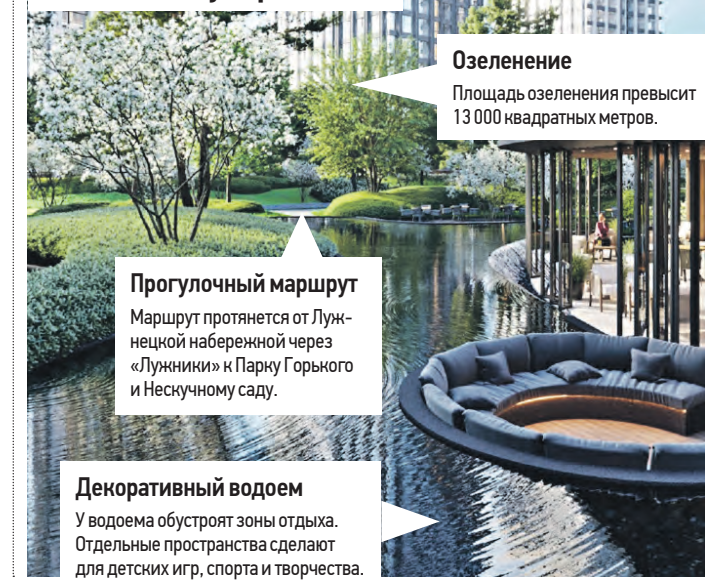 Озеленение
Площадь озеленения превысит
13 000 квадратных метров.
Прогулочный маршрут
Маршрут протянется от Луж-
нецкой набережной через
«Лужники» к Парку Горького
и Нескучному саду.
Декоративный водоем
У водоема обустроят зоны отдыха.
Отдельные пространства сделают
для детских игр, спорта и творчества.